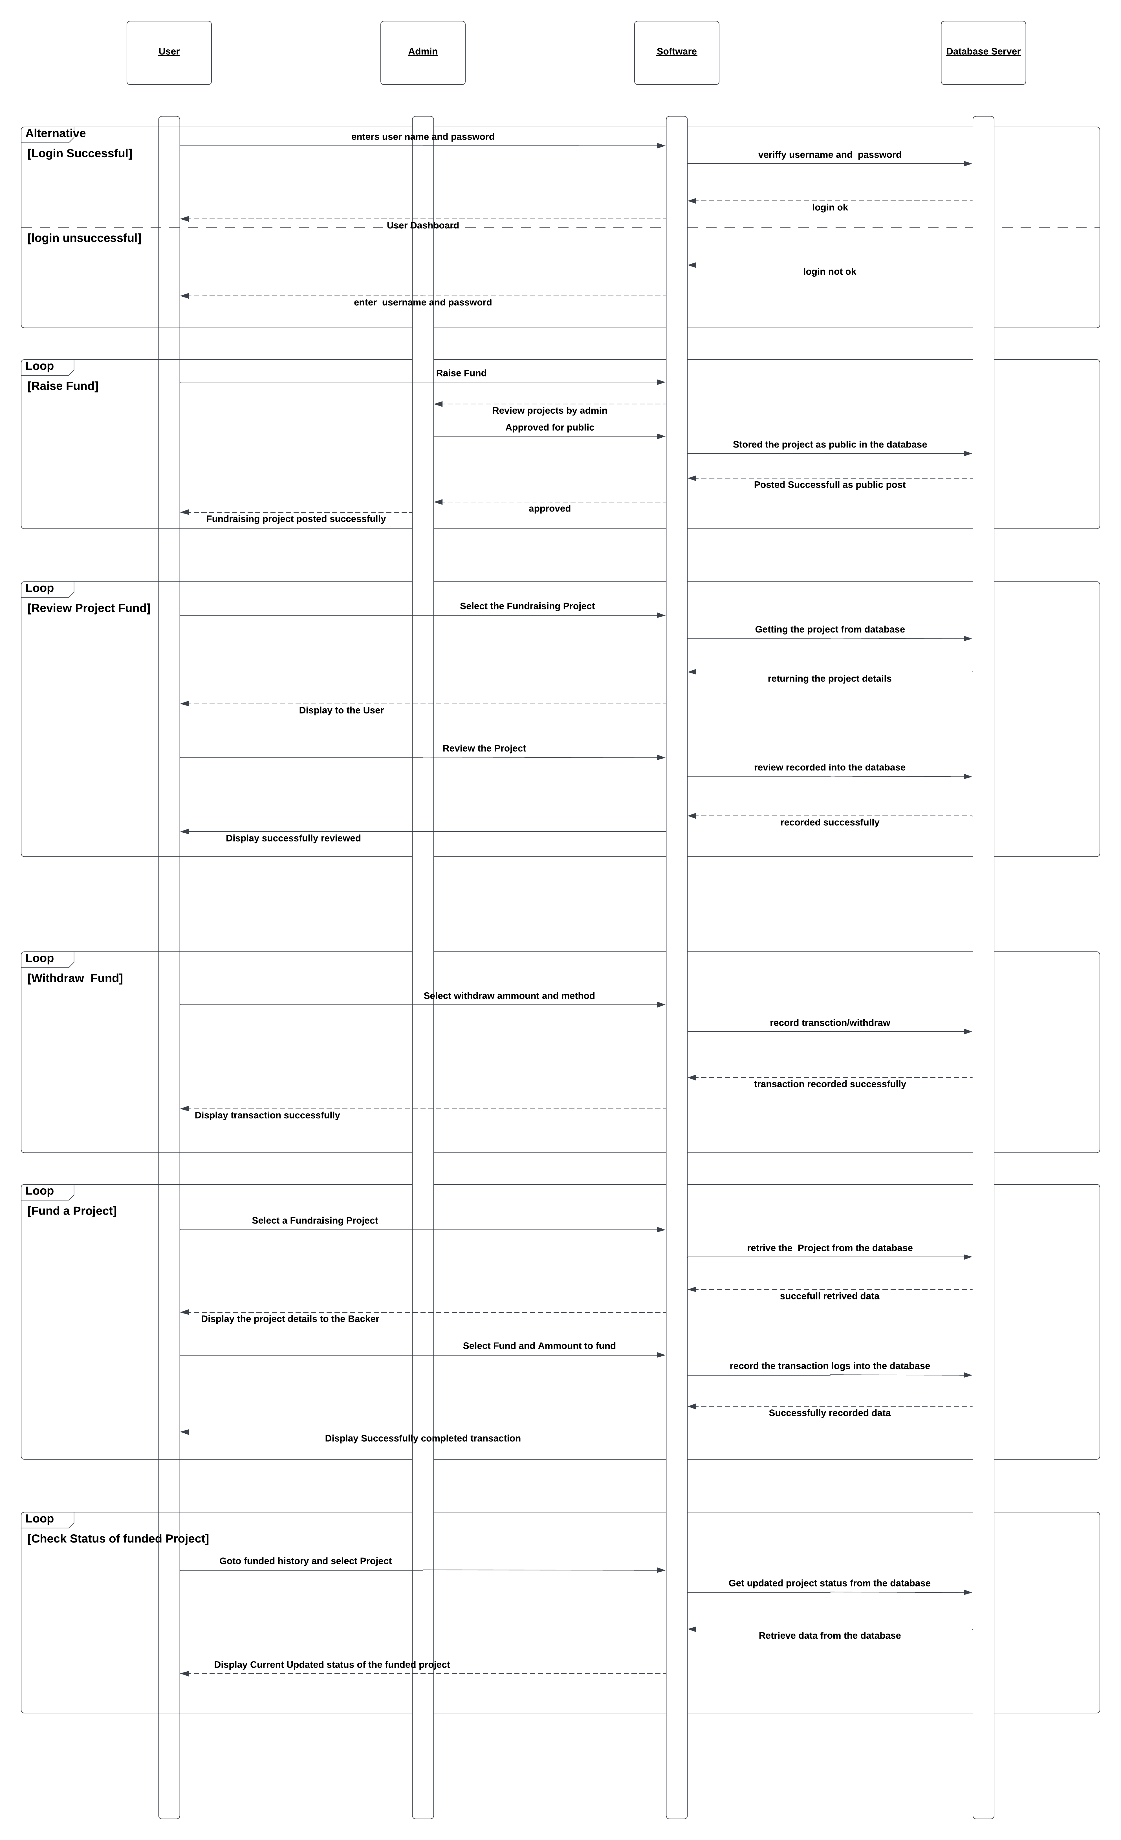 User
Admin
Software
Database Server
Alternative
enters user name and password
[Login Successful]
veriffy username and  password
login ok
User Dashboard
[login unsuccessful]
login not ok
enter  username and password
Loop
Raise Fund
[Raise Fund]
Review projects by admin
Approved for public
Stored the project as public in the database
Posted Successfull as public post
approved
Fundraising project posted successfully
Loop
[Review Project Fund]
Select the Fundraising Project
Getting the project from database
returning the project details
Display to the User
Review the Project
review recorded into the database
recorded successfully
Display successfully reviewed
Loop
[Withdraw  Fund]
Select withdraw ammount and method
record transction/withdraw
transaction recorded successfully
Display transaction successfully
Loop
[Fund a Project]
Select a Fundraising Project
retrive the  Project from the database
succefull retrived data
Display the project details to the Backer
Select Fund and Ammount to fund
record the transaction logs into the database
Successfully recorded data
Display Successfully completed transaction
Loop
[Check Status of funded Project]
Goto funded history and select Project
Get updated project status from the database
Retrieve data from the database
Display Current Updated status of the funded project